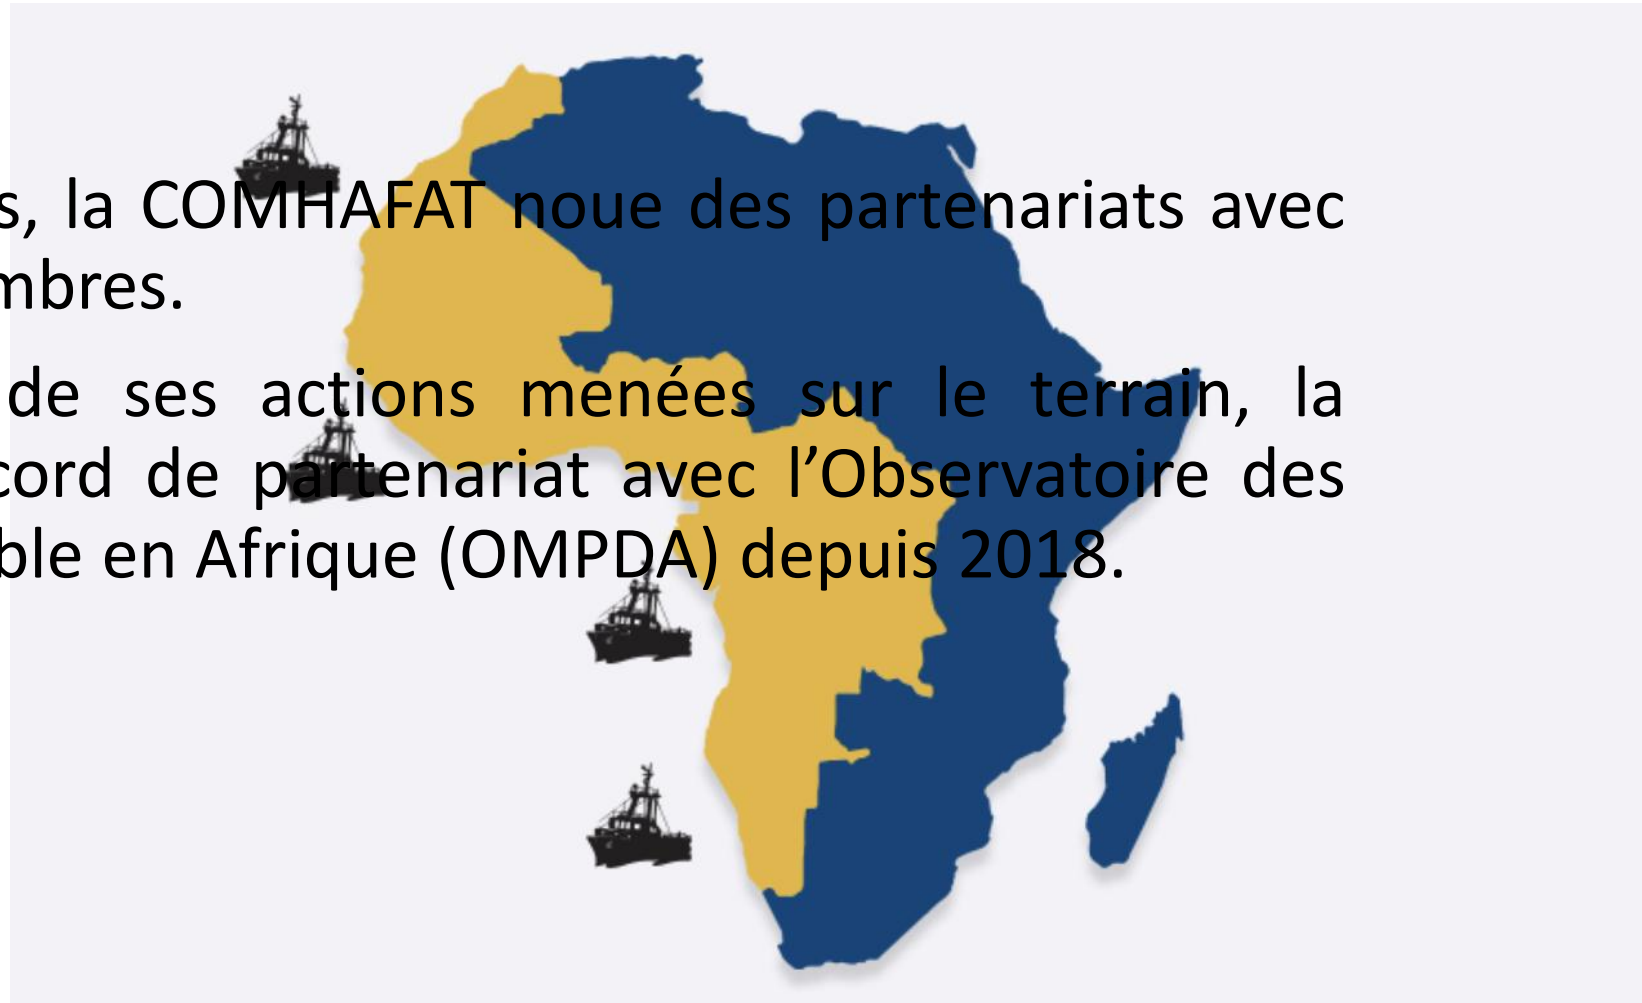 s, la COMHAFAT noue des partenariats avec
mbres.
de ses actions menées sur le terrain, la
cord de partenariat avec l’Observatoire des
ble en Afrique (OMPDA) depuis 2018.